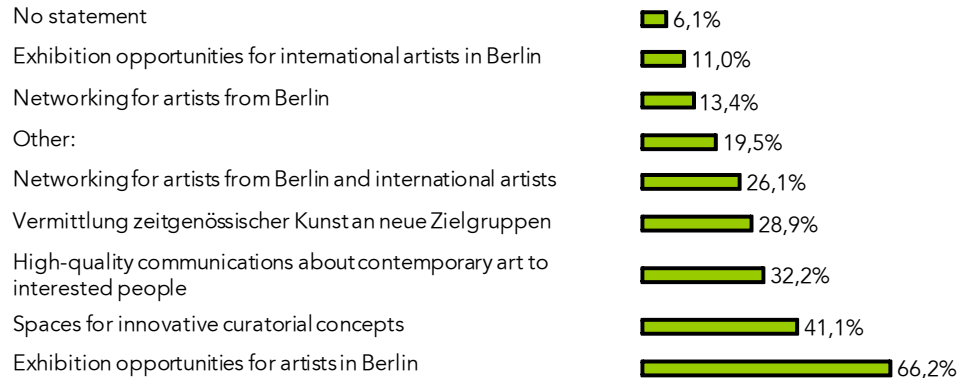 No statement 6,1%
Exhibition opportunities for international artists in Berlin 11,0%
Networking for artists from Berlin 13,4%
Other: 19,5%
Networking for artists from Berlin and international artists 26,1%
Vermittlung zeitgenössischer Kunst an neue Zielgruppen 28,9%
High-quality communications about contemporary art to
interested people 32,2%
Spaces for innovative curatorial concepts 41,1%
Exhibition opportunities for artists in Berlin 66,2%